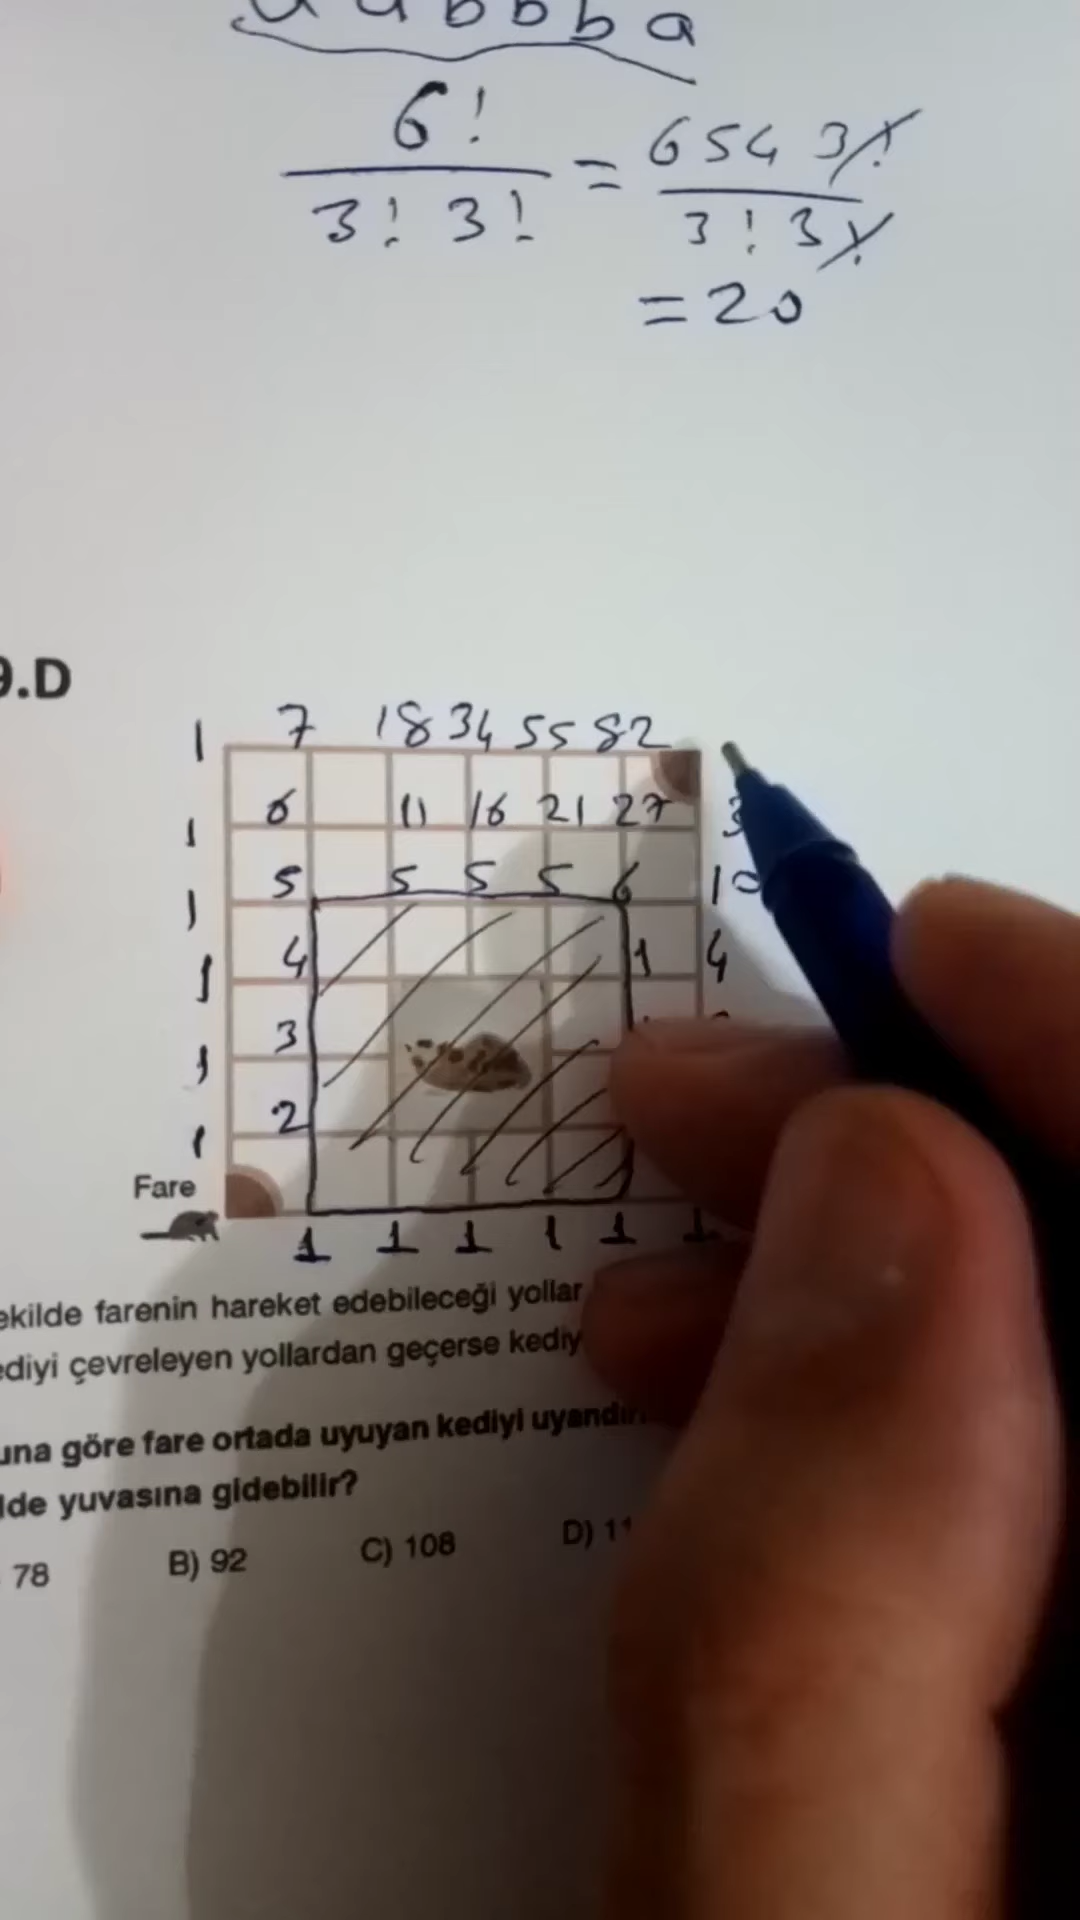 b b b a
6! / 3! 3! = 6 5 4 3! / 3! 3!
= 20
9.D
1 7 18 34 55 82
1 6 11 16 21 27 3
1 5 5 5 5 6 10
1 4 1 4
1 3
1 2
Fare
1 1 1 1 1 1
ekilde farenin hareket edebileceği yollar
ediyi çevreleyen yollardan geçerse kediy
una göre fare ortada uyuyan kediyi uyandır
lde yuvasına gidebilir?
78 B) 92 C) 108 D) 11